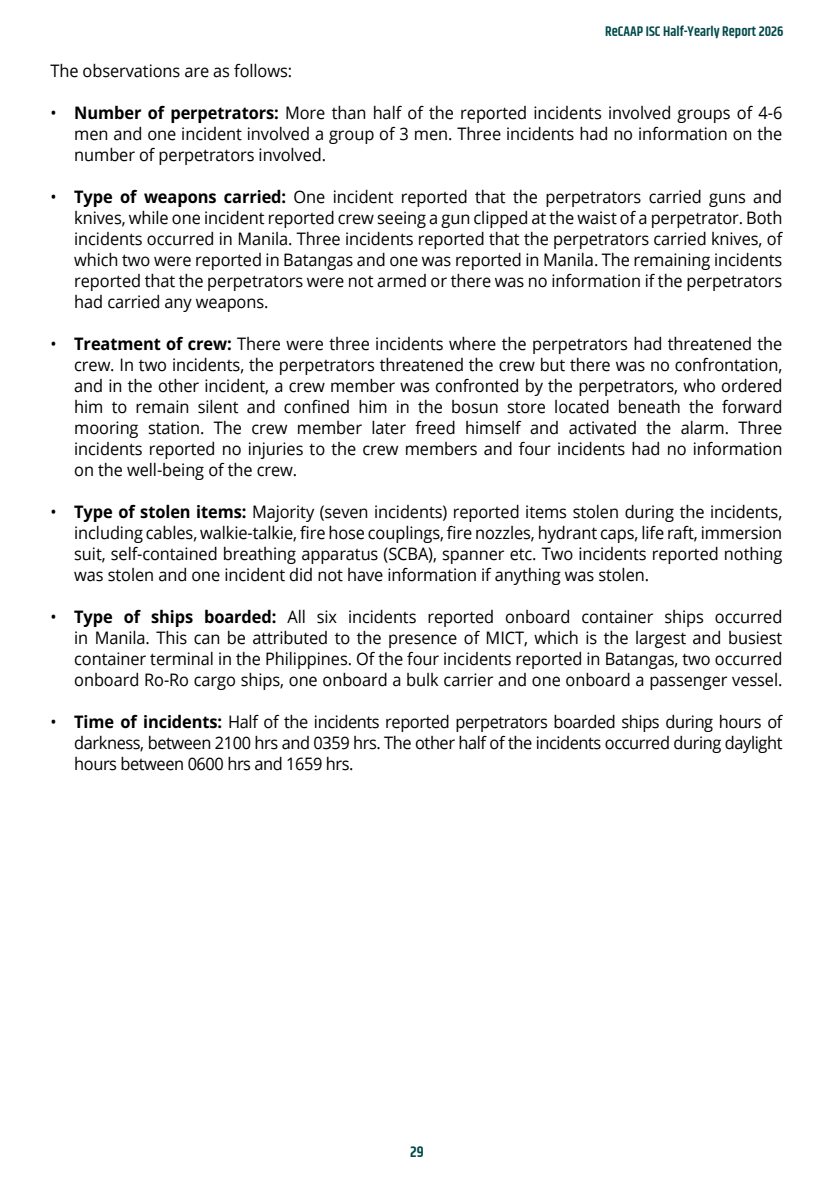 ReCAAP ISC Half-Yearly Report 2026
The observations are as follows:
• Number of perpetrators: More than half of the reported incidents involved groups of 4-6
men and one incident involved a group of 3 men. Three incidents had no information on the
number of perpetrators involved.
• Type of weapons carried: One incident reported that the perpetrators carried guns and
knives, while one incident reported crew seeing a gun clipped at the waist of a perpetrator. Both
incidents occurred in Manila. Three incidents reported that the perpetrators carried knives, of
which two were reported in Batangas and one was reported in Manila. The remaining incidents
reported that the perpetrators were not armed or there was no information if the perpetrators
had carried any weapons.
• Treatment of crew: There were three incidents where the perpetrators had threatened the
crew. In two incidents, the perpetrators threatened the crew but there was no confrontation,
and in the other incident, a crew member was confronted by the perpetrators, who ordered
him to remain silent and confined him in the bosun store located beneath the forward
mooring station. The crew member later freed himself and activated the alarm. Three
incidents reported no injuries to the crew members and four incidents had no information
on the well-being of the crew.
• Type of stolen items: Majority (seven incidents) reported items stolen during the incidents,
including cables, walkie-talkie, fire hose couplings, fire nozzles, hydrant caps, life raft, immersion
suit, self-contained breathing apparatus (SCBA), spanner etc. Two incidents reported nothing
was stolen and one incident did not have information if anything was stolen.
• Type of ships boarded: All six incidents reported onboard container ships occurred
in Manila. This can be attributed to the presence of MICT, which is the largest and busiest
container terminal in the Philippines. Of the four incidents reported in Batangas, two occurred
onboard Ro-Ro cargo ships, one onboard a bulk carrier and one onboard a passenger vessel.
• Time of incidents: Half of the incidents reported perpetrators boarded ships during hours of
darkness, between 2100 hrs and 0359 hrs. The other half of the incidents occurred during daylight
hours between 0600 hrs and 1659 hrs.
29